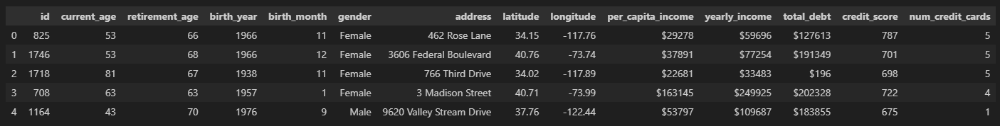 id current_age retirement_age birth_year birth_month gender address latitude longitude per_capita_income yearly_income total_debt credit_score num_credit_cards
0 825 53 66 1966 11 Female 462 Rose Lane 34.15 -117.76 $29278 $59696 $127613 787 5
1 1746 53 68 1966 12 Female 3606 Federal Boulevard 40.76 -73.74 $37891 $77254 $191349 701 5
2 1718 81 67 1938 11 Female 766 Third Drive 34.02 -117.89 $22681 $33483 $196 698 5
3 708 63 63 1957 1 Female 3 Madison Street 40.71 -73.99 $163145 $249925 $202328 722 4
4 1164 43 70 1976 9 Male 9620 Valley Stream Drive 37.76 -122.44 $53797 $109687 $183855 675 1